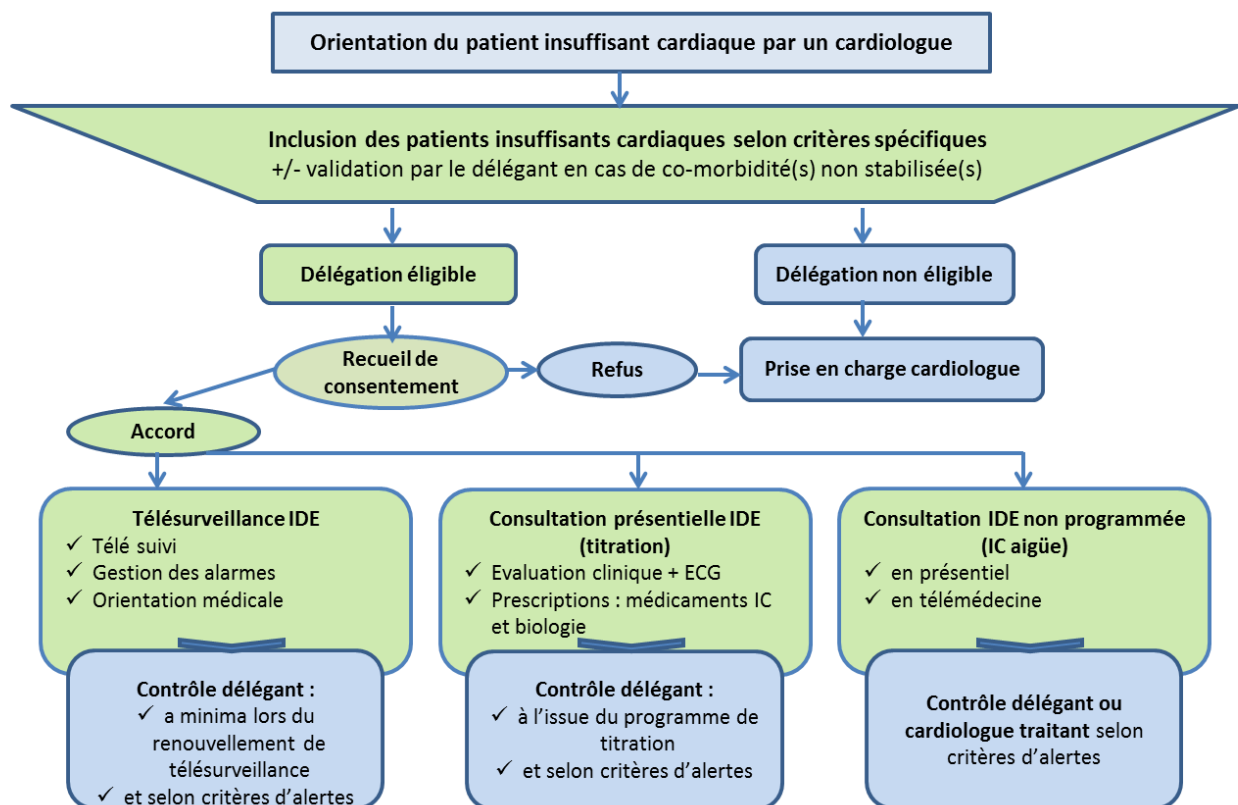 Orientation du patient insuffisant cardiaque par un cardiologue
Inclusion des patients insuffisants cardiaques selon critères spécifiques
+/- validation par le délégant en cas de co-morbidité(s) non stabilisée(s)
Délégation éligible
Délégation non éligible
Recueil de
consentement
Refus
Prise en charge cardiologue
Accord
Télésurveillance IDE
✓ Télé suivi
✓ Gestion des alarmes
✓ Orientation médicale
Contrôle délégant :
✓ a minima lors du
renouvellement de
télésurveillance
✓ et selon critères d'alertes
Consultation présentielle IDE
(titration)
✓ Evaluation clinique + ECG
✓ Prescriptions : médicaments IC
et biologie
Contrôle délégant :
✓ à l'issue du programme de
titration
✓ et selon critères d'alertes
Consultation IDE non programmée
(IC aigüe)
✓ en présentiel
✓ en télémédecine
Contrôle délégant ou
cardiologue traitant selon
critères d'alertes